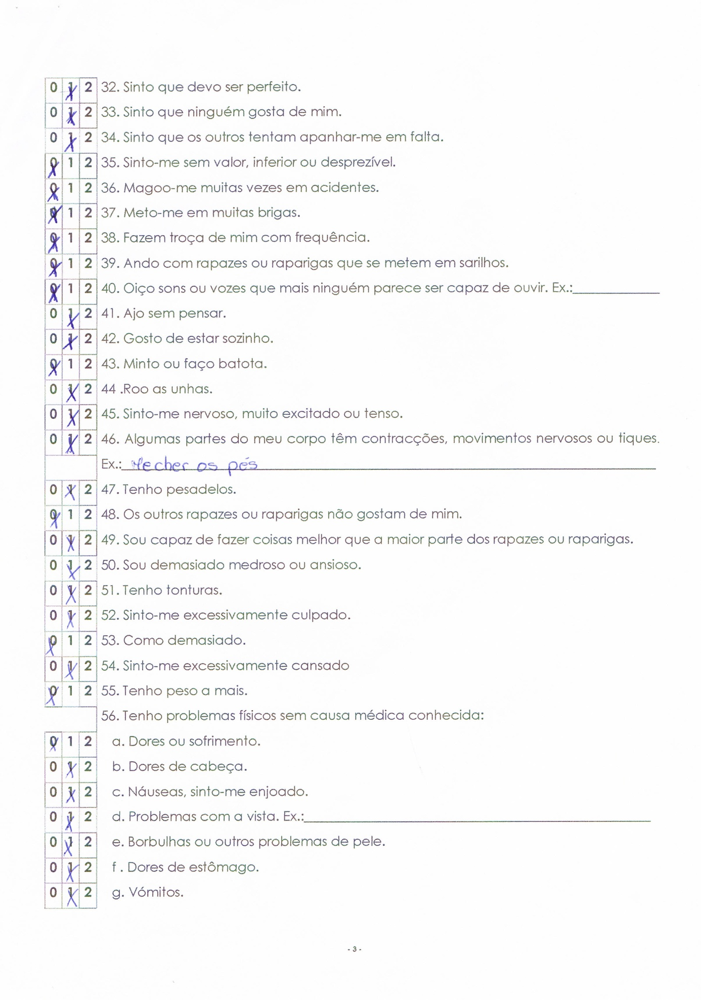 0 1 2 32. Sinto que devo ser perfeito.
0 1 2 33. Sinto que ninguém gosta de mim.
0 1 2 34. Sinto que os outros tentam apanhar-me em falta.
0 1 2 35. Sinto-me sem valor, inferior ou desprezível.
0 1 2 36. Magoo-me muitas vezes em acidentes.
0 1 2 37. Meto-me em muitas brigas.
0 1 2 38. Fazem troça de mim com frequência.
0 1 2 39. Ando com rapazes ou raparigas que se metem em sarilhos.
0 1 2 40. Oiço sons ou vozes que mais ninguém parece ser capaz de ouvir. Ex.:
0 1 2 41. Ajo sem pensar.
0 1 2 42. Gosto de estar sozinho.
0 1 2 43. Minto ou faço batota.
0 1 2 44 .Roo as unhas.
0 1 2 45. Sinto-me nervoso, muito excitado ou tenso.
0 1 2 46. Algumas partes do meu corpo têm contracções, movimentos nervosos ou tiques.
Ex.: Mecher os pés
0 1 2 47. Tenho pesadelos.
0 1 2 48. Os outros rapazes ou raparigas não gostam de mim.
0 1 2 49. Sou capaz de fazer coisas melhor que a maior parte dos rapazes ou raparigas.
0 1 2 50. Sou demasiado medroso ou ansioso.
0 1 2 51. Tenho tonturas.
0 1 2 52. Sinto-me excessivamente culpado.
0 1 2 53. Como demasiado.
0 1 2 54. Sinto-me excessivamente cansado
0 1 2 55. Tenho peso a mais.
56. Tenho problemas físicos sem causa médica conhecida:
0 1 2 a. Dores ou sofrimento.
0 1 2 b. Dores de cabeça.
0 1 2 c. Náuseas, sinto-me enjoado.
0 1 2 d. Problemas com a vista. Ex.:
0 1 2 e. Borbulhas ou outros problemas de pele.
0 1 2 f . Dores de estômago.
0 1 2 g. Vómitos.
- 3 -